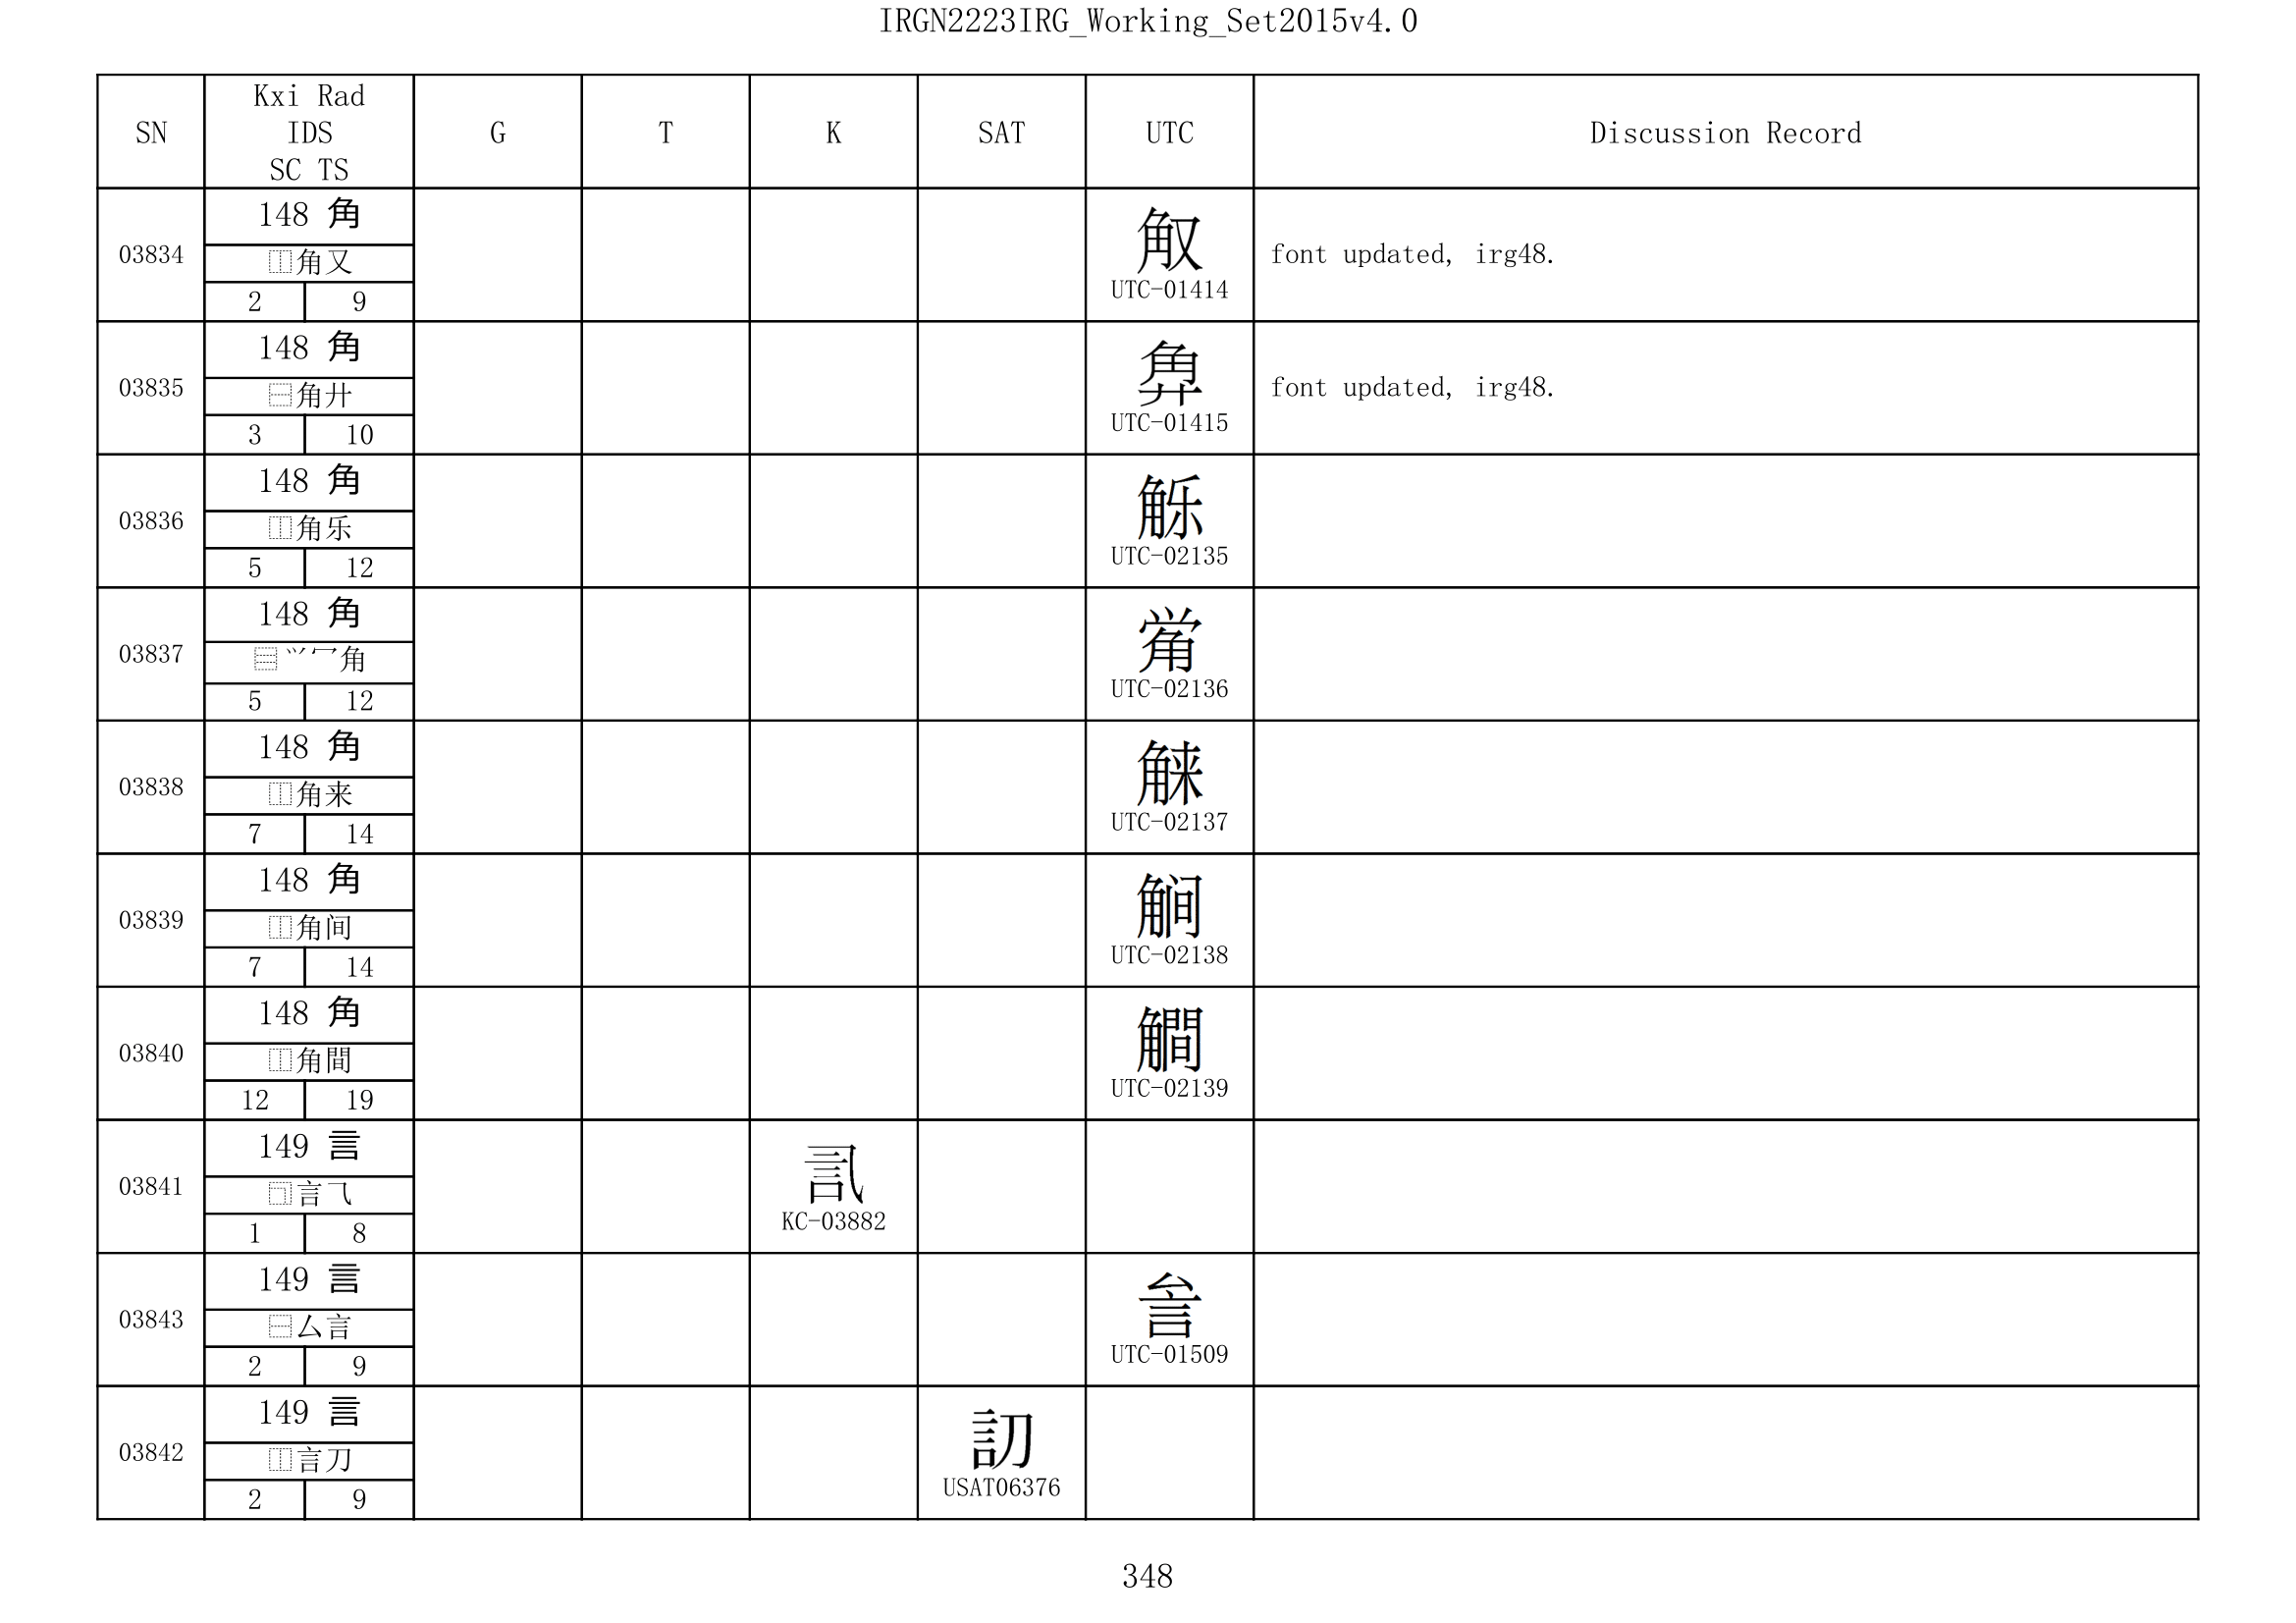 IRGN2223IRG_Working_Set2015v4.0
SN Kxi Rad IDS SC TS G T K SAT UTC Discussion Record
03834 148 角 ⿰角又 2 9 UTC-01414 font updated, irg48.
03835 148 角 ⿱角廾 3 10 UTC-01415 font updated, irg48.
03836 148 角 ⿰角乐 5 12 UTC-02135
03837 148 角 ⿳⺍冖角 5 12 UTC-02136
03838 148 角 ⿰角来 7 14 UTC-02137
03839 148 角 ⿰角间 7 14 UTC-02138
03840 148 角 ⿰角間 12 19 UTC-02139
03841 149 言 ⿹⺄言 1 8 KC-03882
03843 149 言 ⿱厶言 2 9 UTC-01509
03842 149 言 ⿰言刀 2 9 USAT06376
348